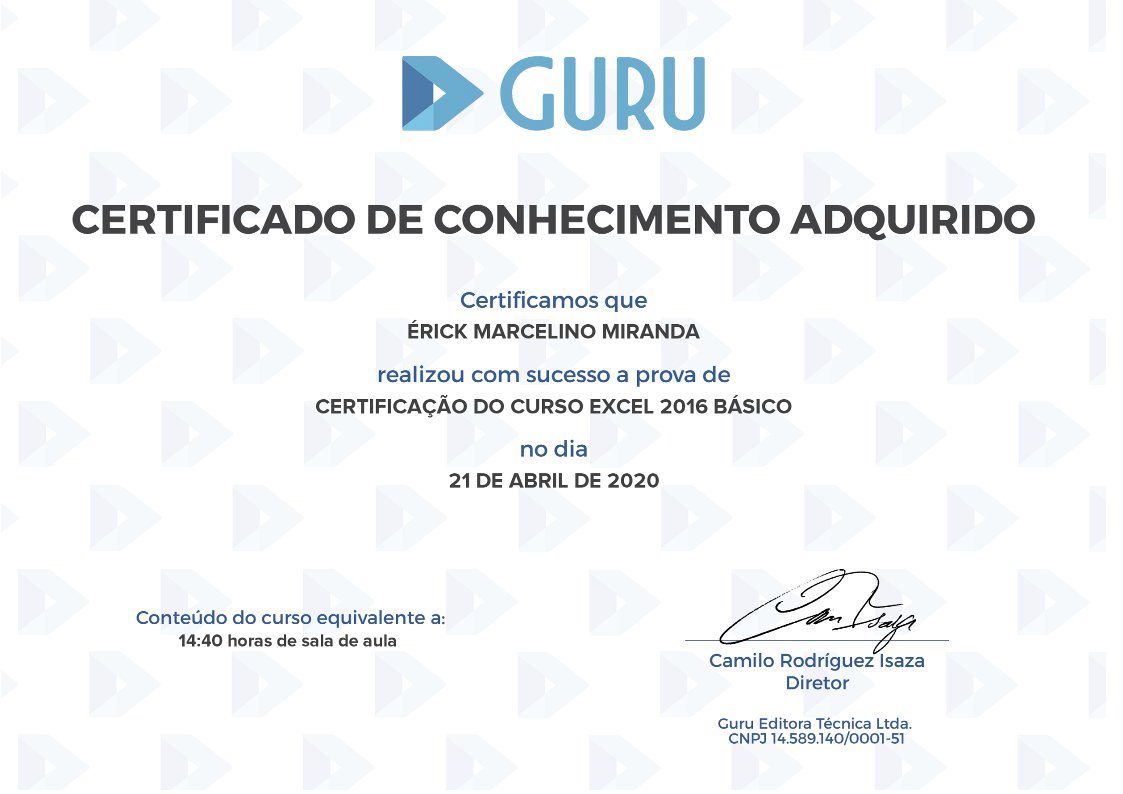 GURU
CERTIFICADO DE CONHECIMENTO ADQUIRIDO
Certificamos que
ÉRICK MARCELINO MIRANDA
realizou com sucesso a prova de
CERTIFICAÇÃO DO CURSO EXCEL 2016 BÁSICO
no dia
21 DE ABRIL DE 2020
Conteúdo do curso equivalente a:
14:40 horas de sala de aula
Camilo Rodríguez Isaza
Diretor
Guru Editora Técnica Ltda.
CNPJ 14.589.140/0001-51